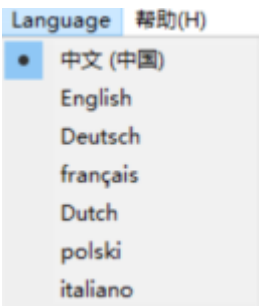 Language 帮助(H)
中文 (中国)
English
Deutsch
français
Dutch
polski
italiano